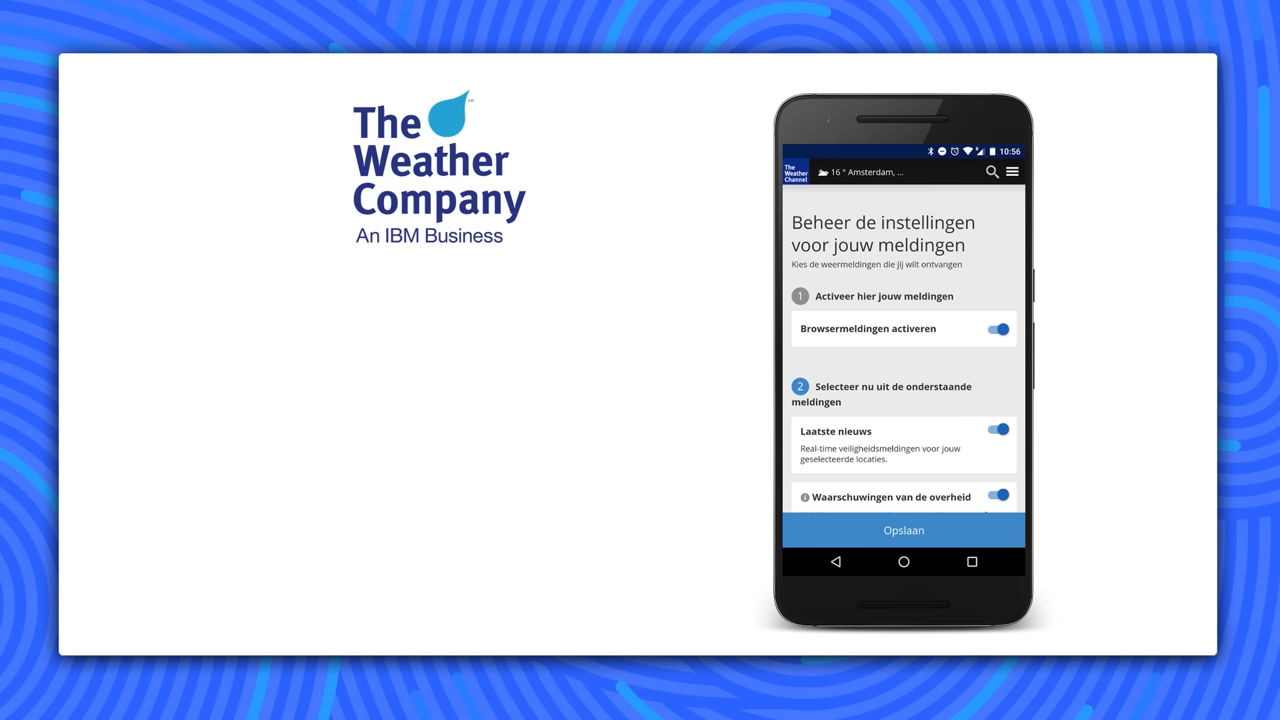 The
Weather
Company
An IBM Business
10:56
The
Weather
Channel
16 ° Amsterdam, ...
Beheer de instellingen
voor jouw meldingen
Kies de weermeldingen die jij wilt ontvangen
1 Activeer hier jouw meldingen
Browsermeldingen activeren
2 Selecteer nu uit de onderstaande
meldingen
Laatste nieuws
Real-time veiligheidsmeldingen voor jouw
geselecteerde locaties.
Waarschuwingen van de overheid
Opslaan